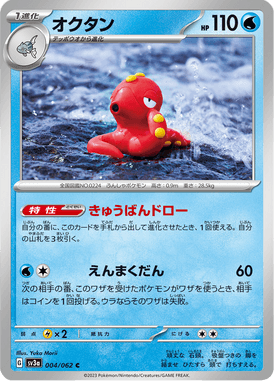 1進化
オクタン
HP 110
テッポウオから進化
全国図鑑NO.0224 ふんしゃポケモン 高さ:0.9m 重さ:28.5kg
特性 きゅうばんドロー
自分の番に、このカードを手札から出して進化させたとき、1回使える。自分の山札を3枚引く。
えんまくだん 60
次の相手の番、このワザを受けたポケモンがワザを使うとき、相手はコインを1回投げる。ウラならそのワザは失敗。
弱点 ×2 抵抗力 にげる
Illus. Yuka Morii
sv3a 004/062 C
©2023 Pokémon/Nintendo/Creatures/GAME FREAK.